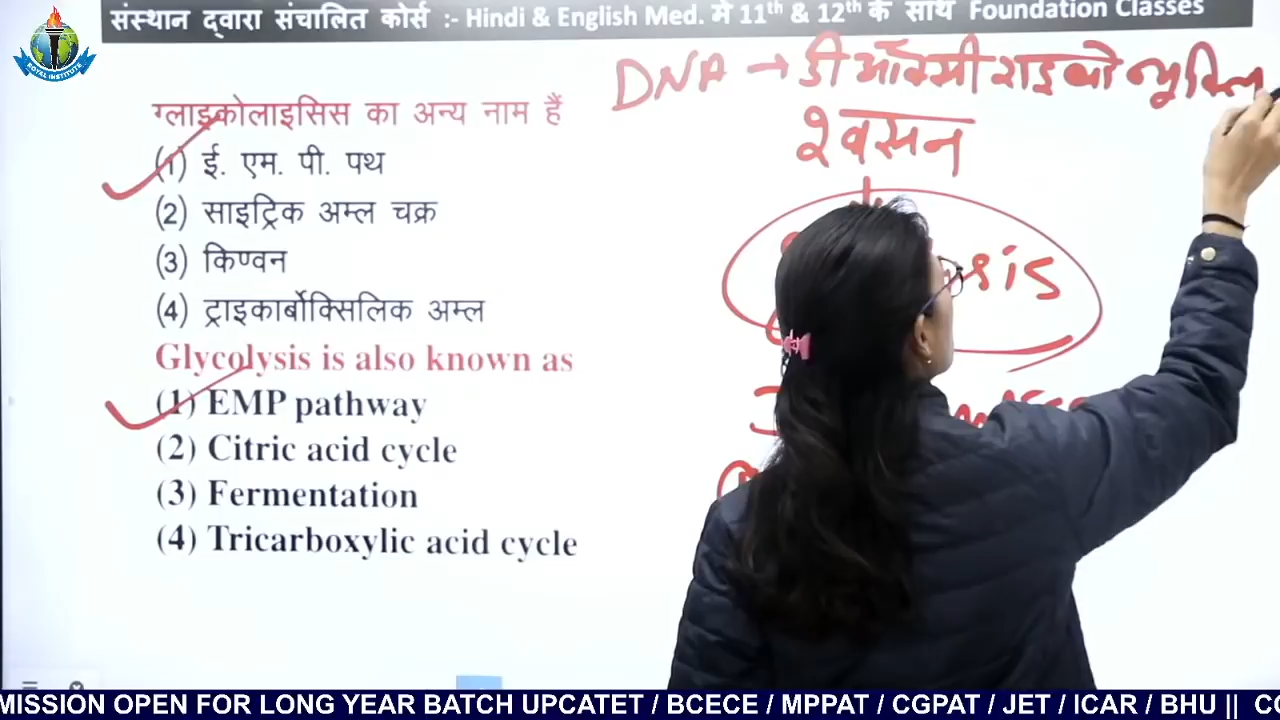 संस्थान द्वारा संचालित कोर्स :- Hindi & English Med. मे 11th & 12th के साथ Foundation Classes
ROYAL INSTITUTE
ग्लाइकोलाइसिस का अन्य नाम हैं
(1) ई. एम. पी. पथ
(2) साइट्रिक अम्ल चक्र
(3) किण्वन
(4) ट्राइकार्बोक्सिलिक अम्ल
Glycolysis is also known as
(1) EMP pathway
(2) Citric acid cycle
(3) Fermentation
(4) Tricarboxylic acid cycle
DNA → डी ऑक्सी राइबो न्यूक्लि
श्वसन
MISSION OPEN FOR LONG YEAR BATCH UPCATET / BCECE / MPPAT / CGPAT / JET / ICAR / BHU ||